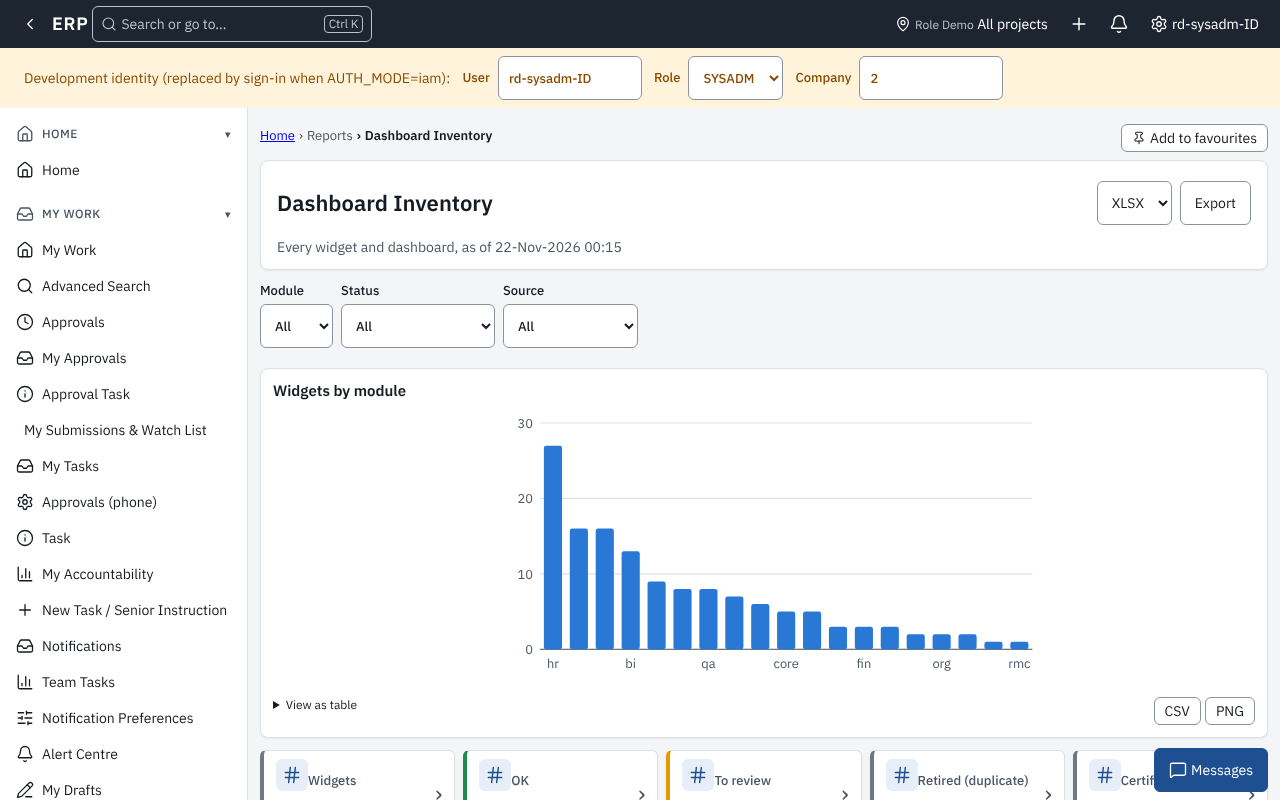 ERP
Search or go to...
Ctrl K
Role Demo All projects
rd-sysadm-ID
Development identity (replaced by sign-in when AUTH_MODE=iam):
User
rd-sysadm-ID
Role
SYSADM
Company
2
HOME
Home
MY WORK
My Work
Advanced Search
Approvals
My Approvals
Approval Task
My Submissions & Watch List
My Tasks
Approvals (phone)
Task
My Accountability
New Task / Senior Instruction
Notifications
Team Tasks
Notification Preferences
Alert Centre
My Drafts
Home › Reports › Dashboard Inventory
Add to favourites
Dashboard Inventory
XLSX
Export
Every widget and dashboard, as of 22-Nov-2026 00:15
Module
Status
Source
All
All
All
Widgets by module
30
20
10
0
hr
bi
qa
core
fin
org
rmc
View as table
CSV
PNG
# Widgets
# OK
# To review
# Retired (duplicate)
#
Messages